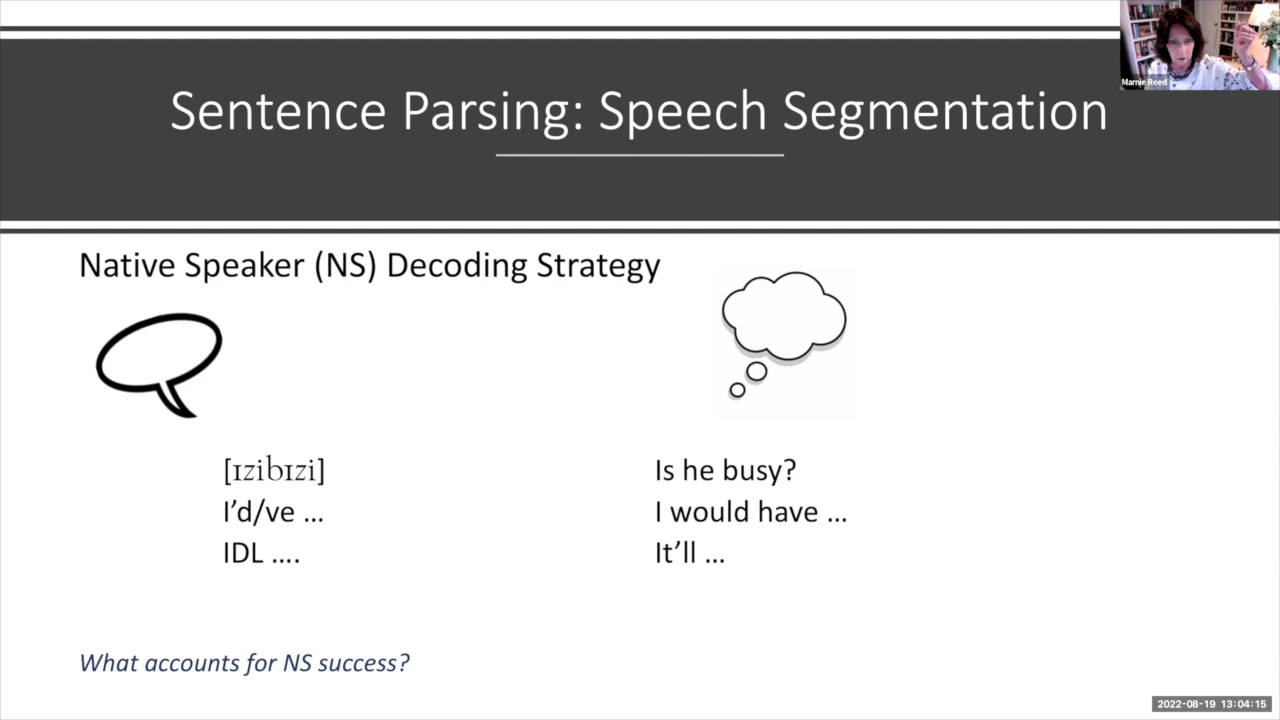 Marnie Reed
Sentence Parsing: Speech Segmentation
Native Speaker (NS) Decoding Strategy
[ɪzibɪzi]
Is he busy?
I'd/ve …
I would have …
IDL ….
It'll …
What accounts for NS success?
2022-08-19 13:04:15